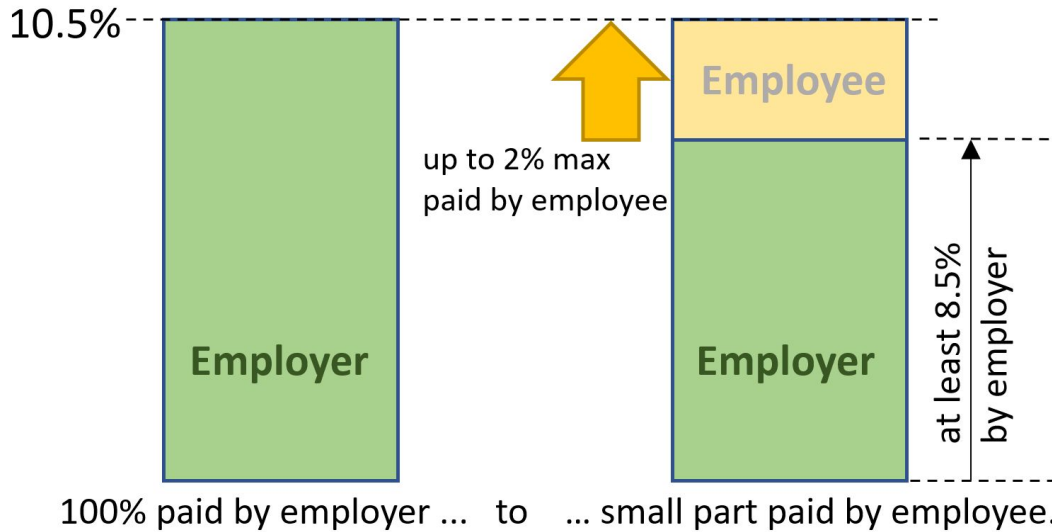 10.5%
Employee
up to 2% max
paid by employee
at least 8.5%
by employer
Employer
Employer
100% paid by employer ... to ... small part paid by employee